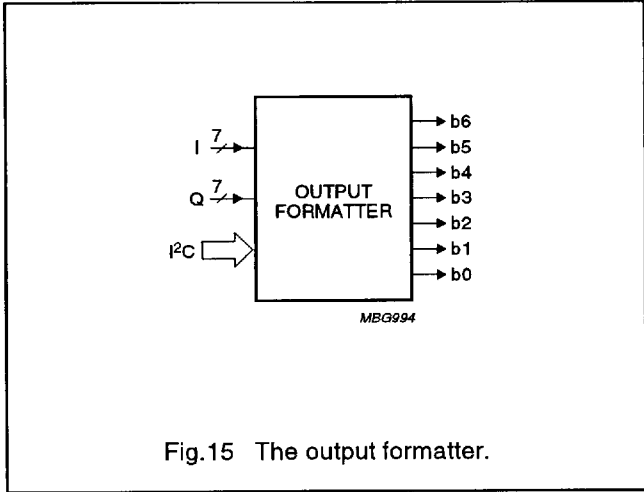 7
I
7
Q
I²C
OUTPUT
FORMATTER
b6
b5
b4
b3
b2
b1
b0
MBG994
Fig.15 The output formatter.